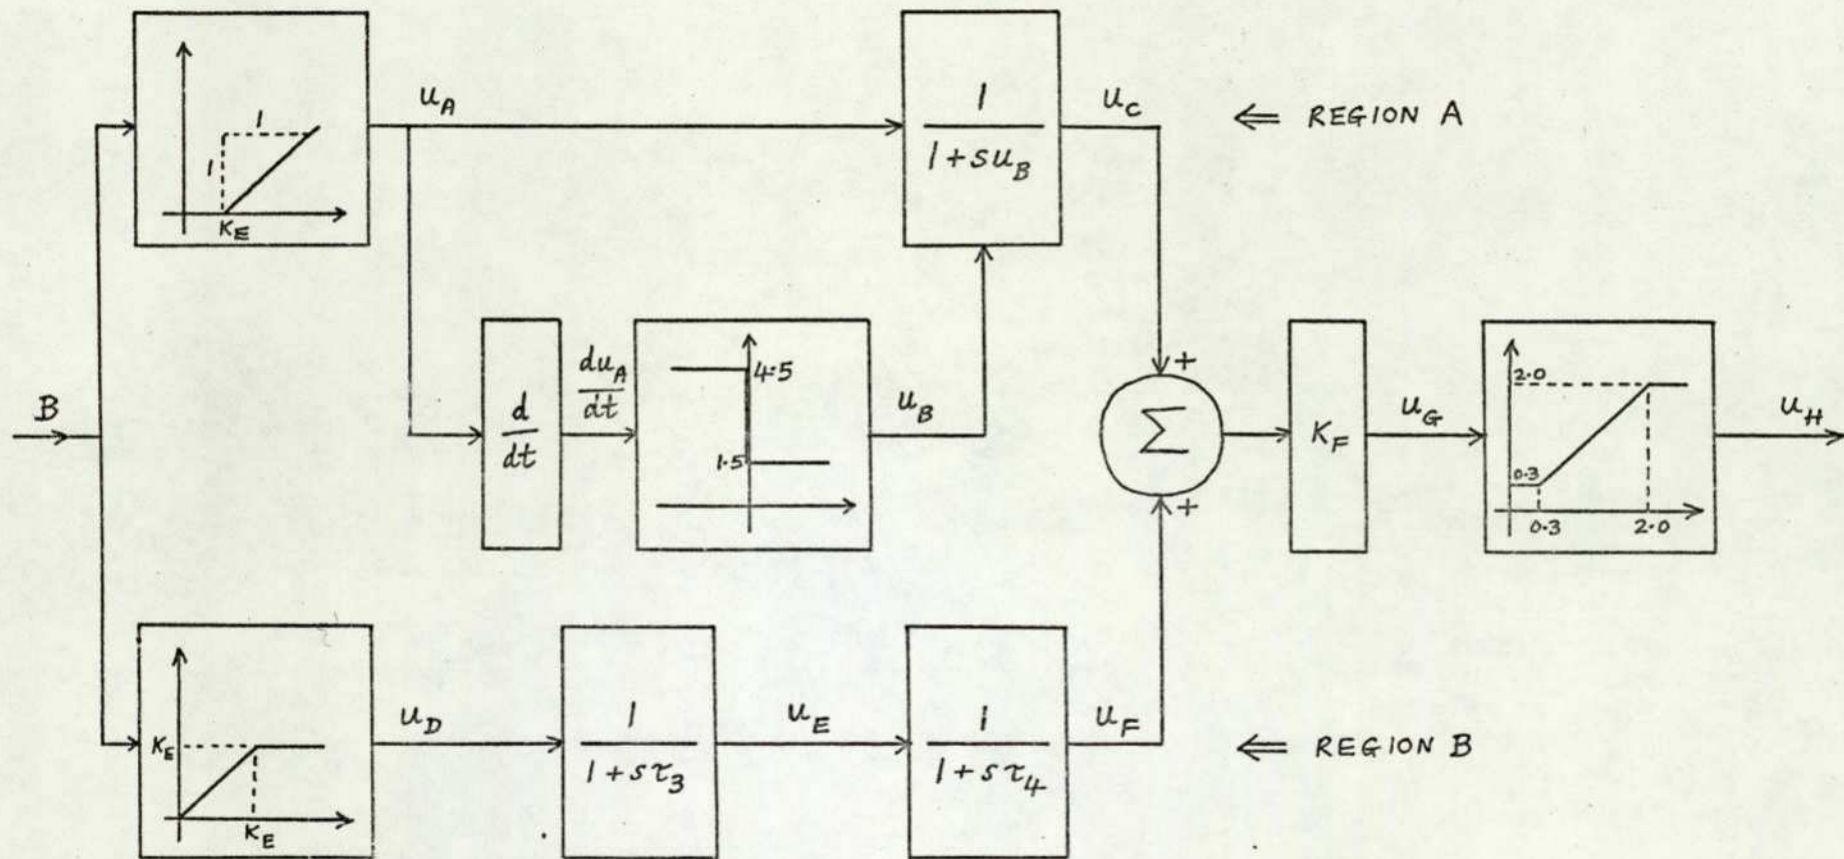 1
1
K_E
u_A
1
1+su_B
u_C
⇐ REGION A
B
d
dt
du_A
dt
4.5
1.5
u_B
+
Σ
+
K_F
u_G
2.0
0.3
0.3 2.0
u_H
K_E
K_E
u_D
1
1+sτ_3
u_E
1
1+sτ_4
u_F
⇐ REGION B